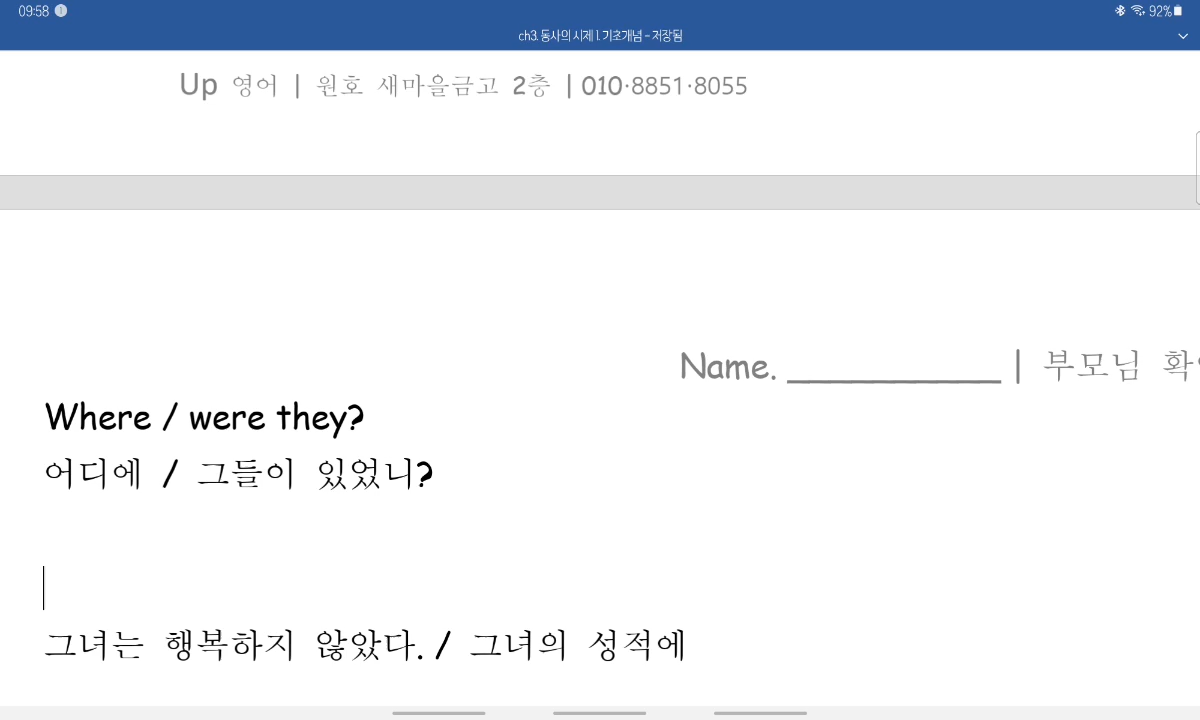 09:58
92%
ch3. 동사의 시제 1. 기초개념 - 저장됨
Up 영어 | 원호 새마을금고 2층 | 010·8851·8055
Name. ___________ | 부모님
Where / were they?
어디에 / 그들이 있었니?
그녀는 행복하지 않았다. / 그녀의 성적에